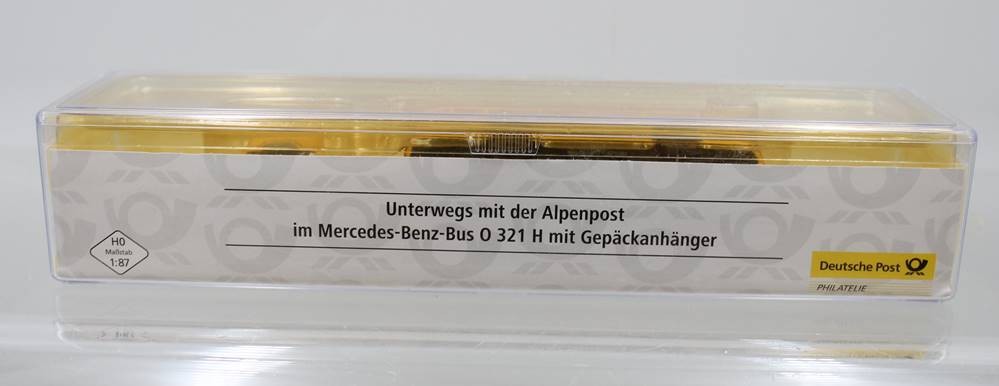 Unterwegs mit der Alpenpost
im Mercedes-Benz-Bus O 321 H mit Gepäckanhänger
H0
Maßstab
1:87
Deutsche Post
PHILATELIE